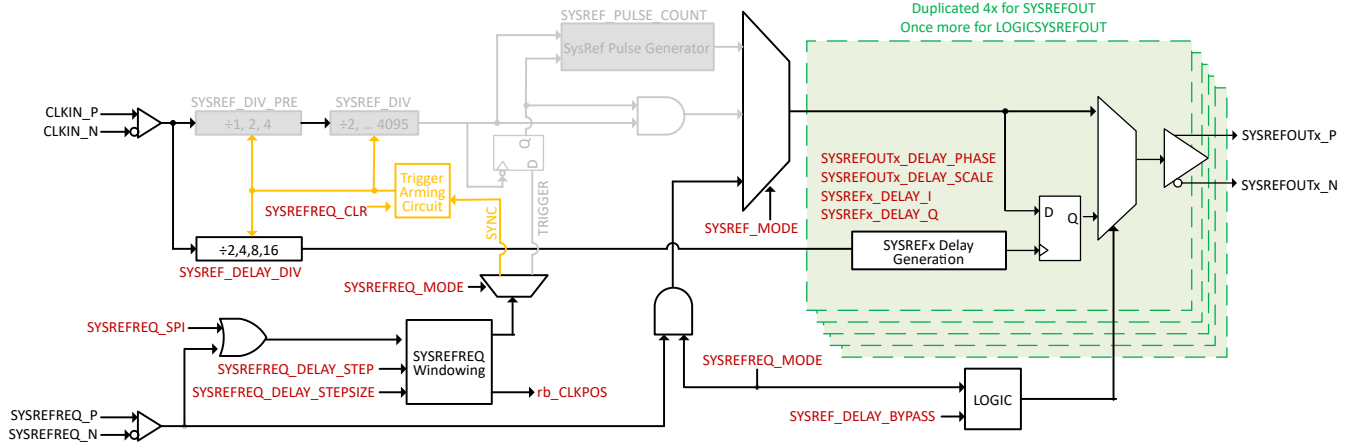 Duplicated 4x for SYSREFOUT
Once more for LOGICSYSREFOUT
SYSREF_PULSE_COUNT
SysRef Pulse Generator
SYSREF_DIV_PRE
÷1, 2, 4
SYSREF_DIV
÷2, ... 4095
CLKIN_P
CLKIN_N
Q
D
TRIGGER
Trigger
Arming
Circuit
SYSREFREQ_CLR
SYNC
÷2,4,8,16
SYSREF_DELAY_DIV
SYSREF_MODE
SYSREFOUTx_DELAY_PHASE
SYSREFOUTx_DELAY_SCALE
SYSREFx_DELAY_I
SYSREFx_DELAY_Q
SYSREFx Delay
Generation
D
Q
SYSREFOUTx_P
SYSREFOUTx_N
SYSREFREQ_MODE
SYSREFREQ_SPI
SYSREFREQ
Windowing
SYSREFREQ_DELAY_STEP
SYSREFREQ_DELAY_STEPSIZE
rb_CLKPOS
SYSREFREQ_MODE
LOGIC
SYSREF_DELAY_BYPASS
SYSREFREQ_P
SYSREFREQ_N